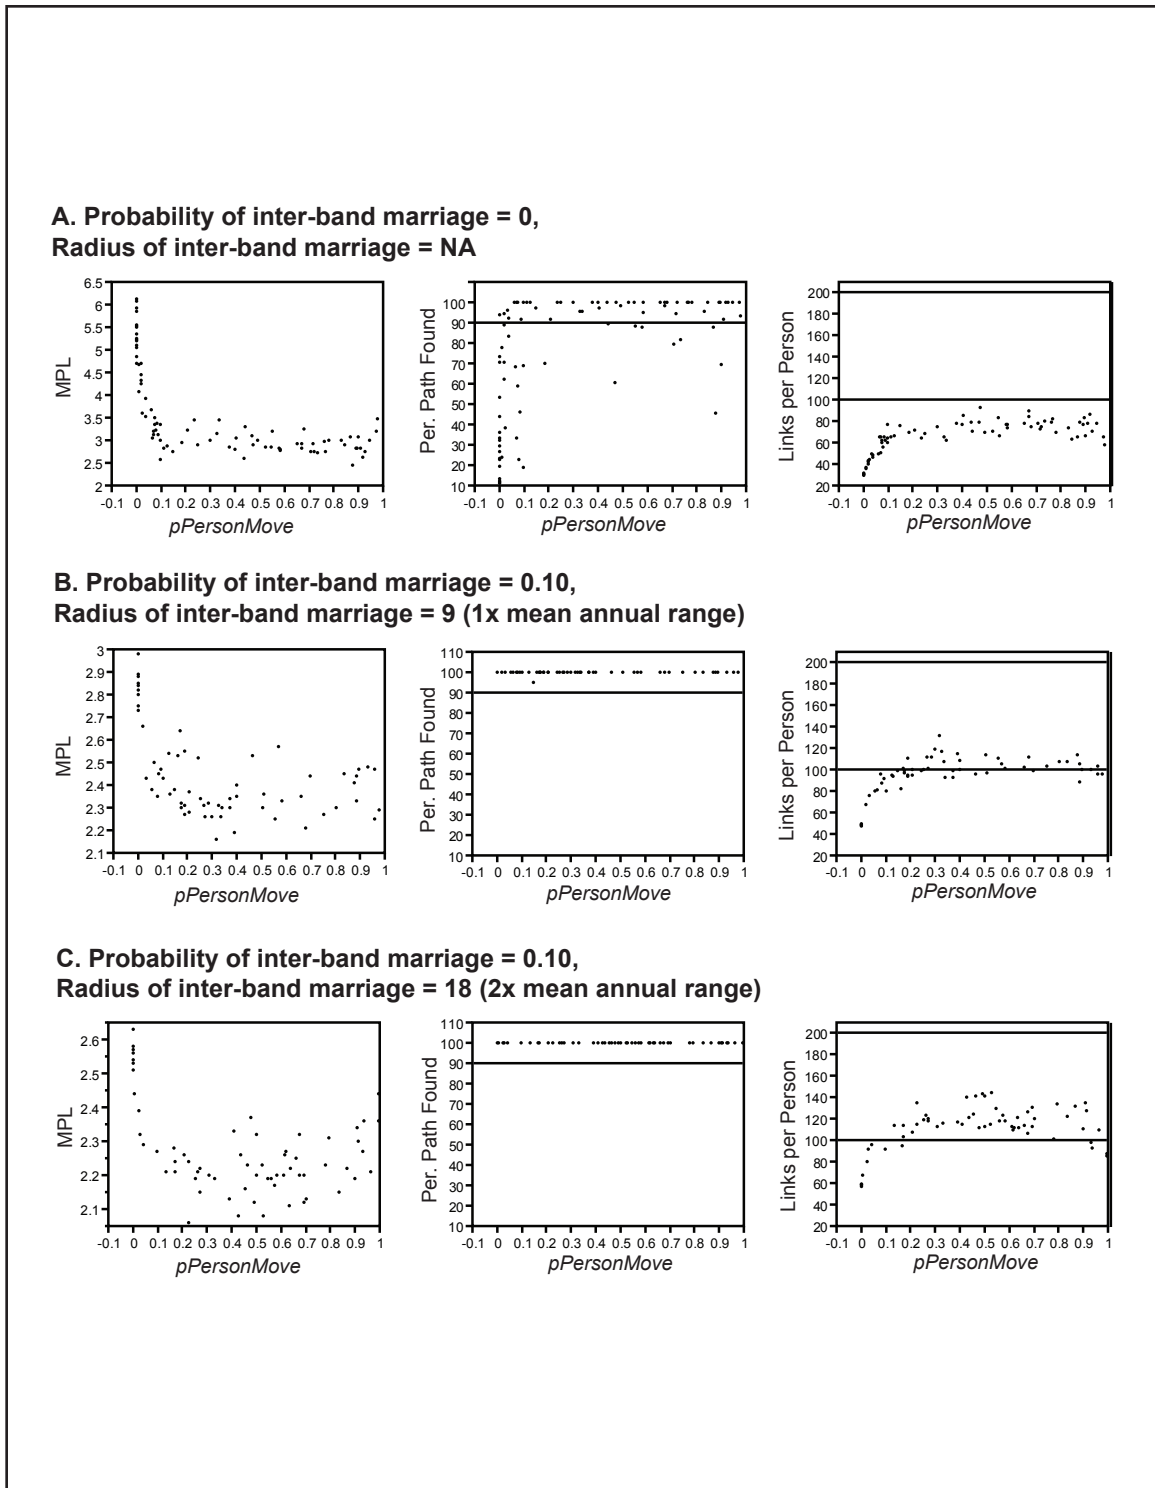 A. Probability of inter-band marriage = 0,
Radius of inter-band marriage = NA
6.5
6
5.5
5
4.5
4
3.5
3
2.5
2
MPL
-0.1 0 0.1 0.2 0.3 0.4 0.5 0.6 0.7 0.8 0.9 1
pPersonMove
100
90
80
70
60
50
40
30
20
10
Per. Path Found
-0.1 0 0.1 0.2 0.3 0.4 0.5 0.6 0.7 0.8 0.9 1
pPersonMove
200
180
160
140
120
100
80
60
40
20
Links per Person
-0.1 0 0.1 0.2 0.3 0.4 0.5 0.6 0.7 0.8 0.9 1
pPersonMove
B. Probability of inter-band marriage = 0.10,
Radius of inter-band marriage = 9 (1x mean annual range)
3
2.9
2.8
2.7
2.6
2.5
2.4
2.3
2.2
2.1
MPL
-0.1 0 0.1 0.2 0.3 0.4 0.5 0.6 0.7 0.8 0.9 1
pPersonMove
110
100
90
80
70
60
50
40
30
20
10
Per. Path Found
-0.1 0 0.1 0.2 0.3 0.4 0.5 0.6 0.7 0.8 0.9 1
pPersonMove
200
180
160
140
120
100
80
60
40
20
Links per Person
-0.1 0 0.1 0.2 0.3 0.4 0.5 0.6 0.7 0.8 0.9 1
pPersonMove
C. Probability of inter-band marriage = 0.10,
Radius of inter-band marriage = 18 (2x mean annual range)
2.6
2.5
2.4
2.3
2.2
2.1
MPL
-0.1 0 0.1 0.2 0.3 0.4 0.5 0.6 0.7 0.8 0.9 1
pPersonMove
110
100
90
80
70
60
50
40
30
20
10
Per. Path Found
-0.1 0 0.1 0.2 0.3 0.4 0.5 0.6 0.7 0.8 0.9 1
pPersonMove
200
180
160
140
120
100
80
60
40
20
Links per Person
-0.1 0 0.1 0.2 0.3 0.4 0.5 0.6 0.7 0.8 0.9 1
pPersonMove